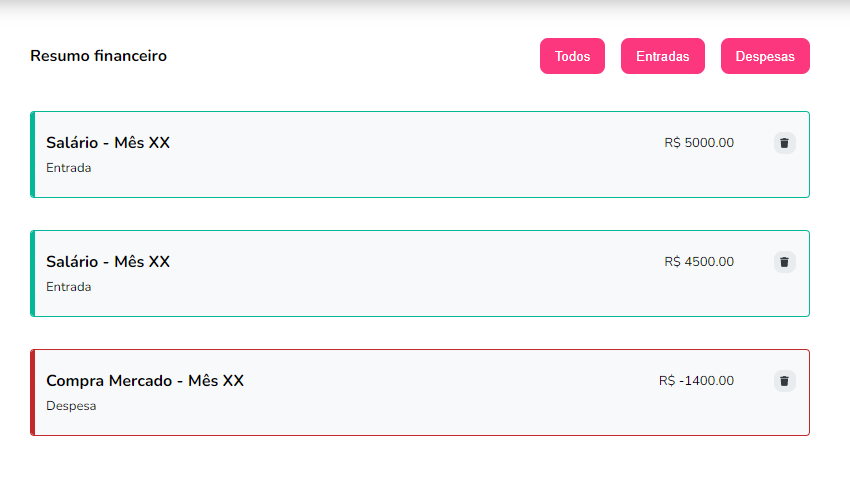 Resumo financeiro
Todos
Entradas
Despesas
Salário - Mês XX
R$ 5000.00
Entrada
Salário - Mês XX
R$ 4500.00
Entrada
Compra Mercado - Mês XX
R$ -1400.00
Despesa